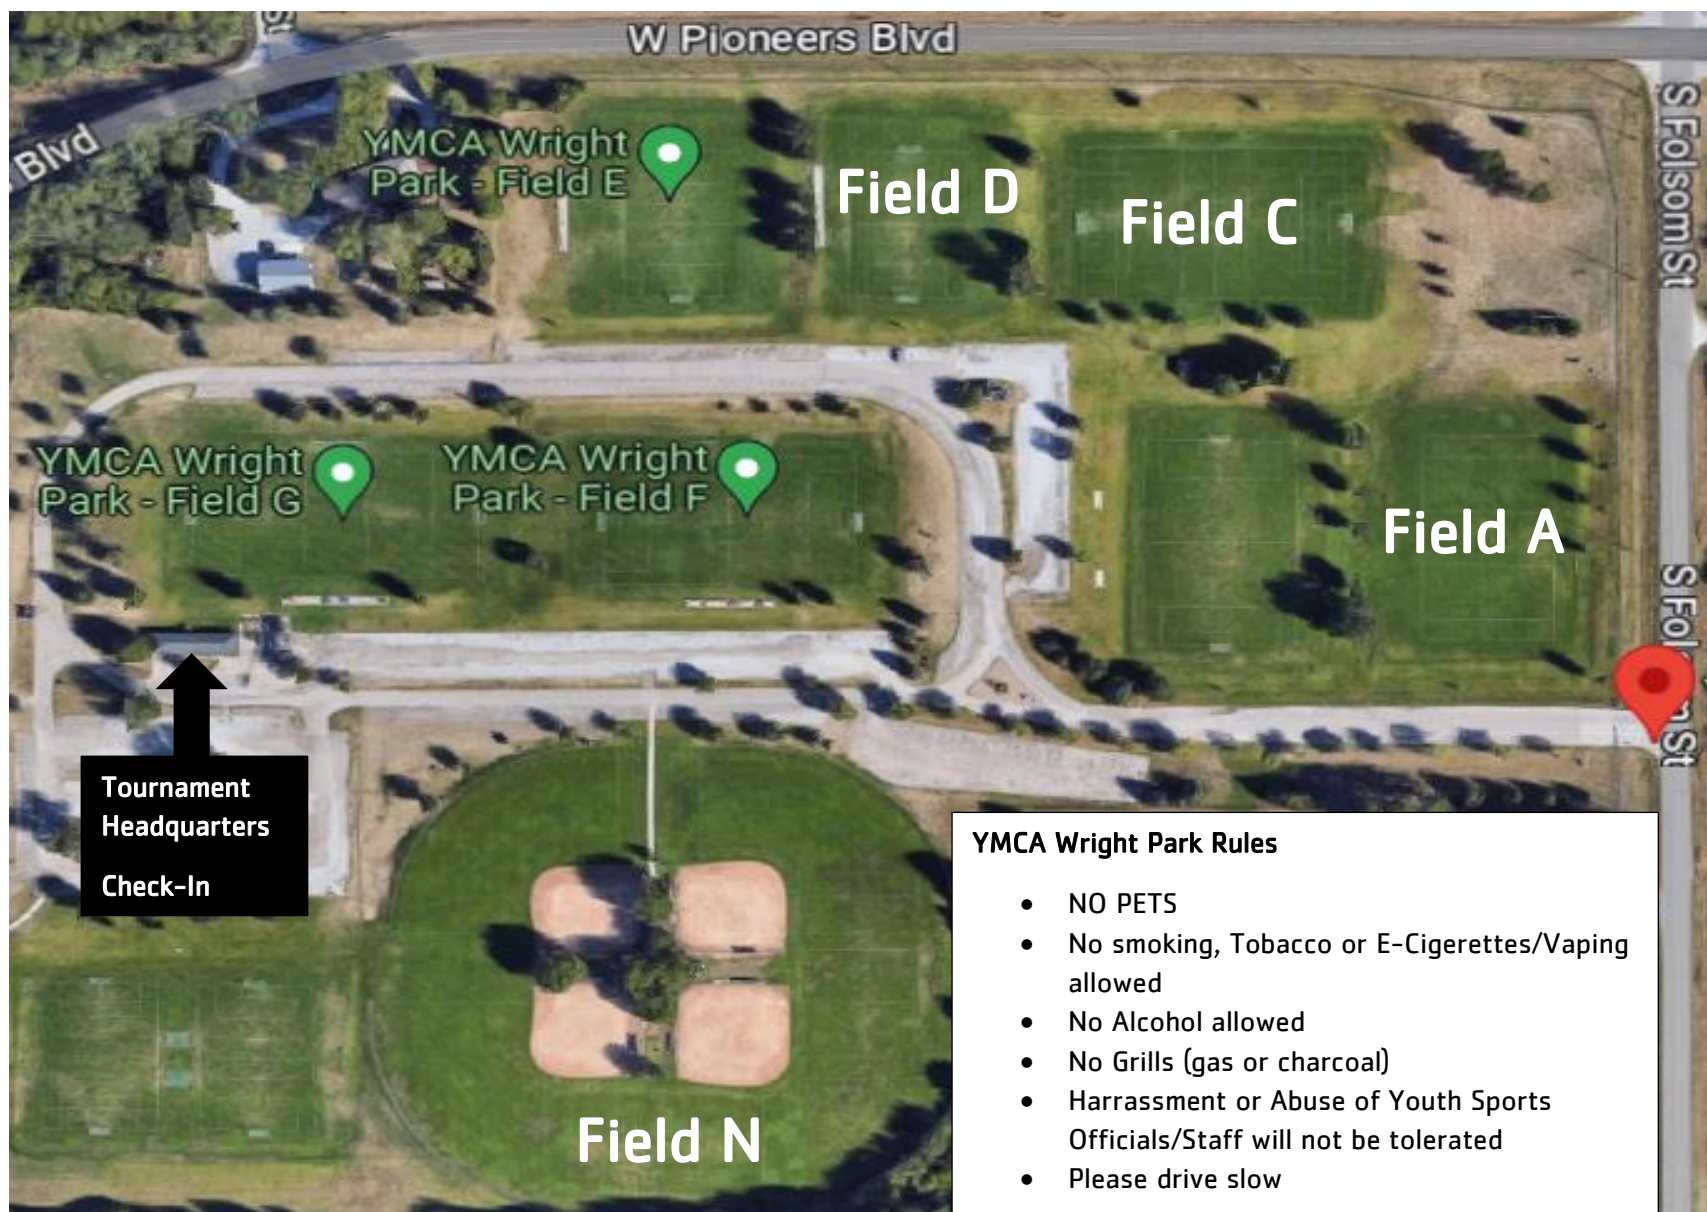 St
W Pioneers Blvd
S Folsom St
Blvd
YMCA Wright
Park - Field E
Field D
Field C
YMCA Wright
Park - Field G
YMCA Wright
Park - Field F
Field A
S Folsom St
Tournament
Headquarters
Check-In
Field N
YMCA Wright Park Rules
• NO PETS
• No smoking, Tobacco or E-Cigerettes/Vaping
allowed
• No Alcohol allowed
• No Grills (gas or charcoal)
• Harrassment or Abuse of Youth Sports
Officials/Staff will not be tolerated
• Please drive slow